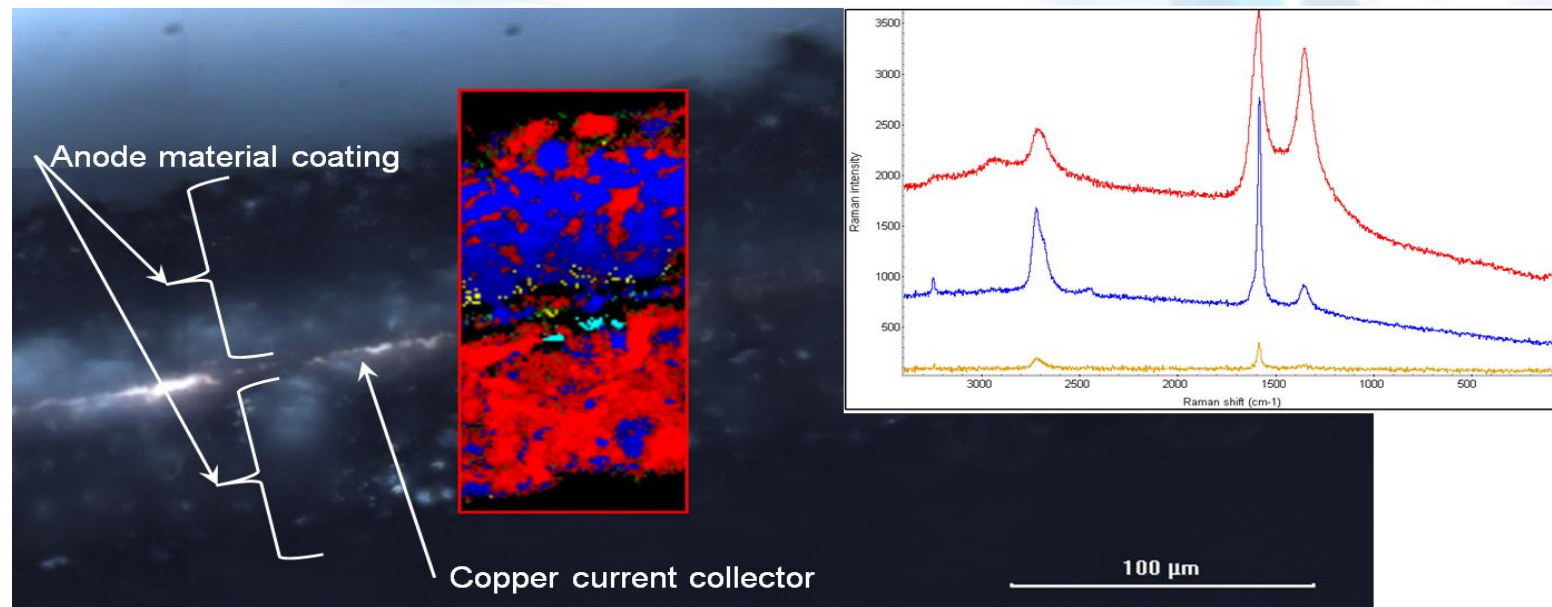 Anode material coating
Copper current collector
100 µm
3500
3000
2500
2000
1500
1000
500
Raman intensity
3000
2500
2000
1500
1000
500
Raman shift (cm-1)